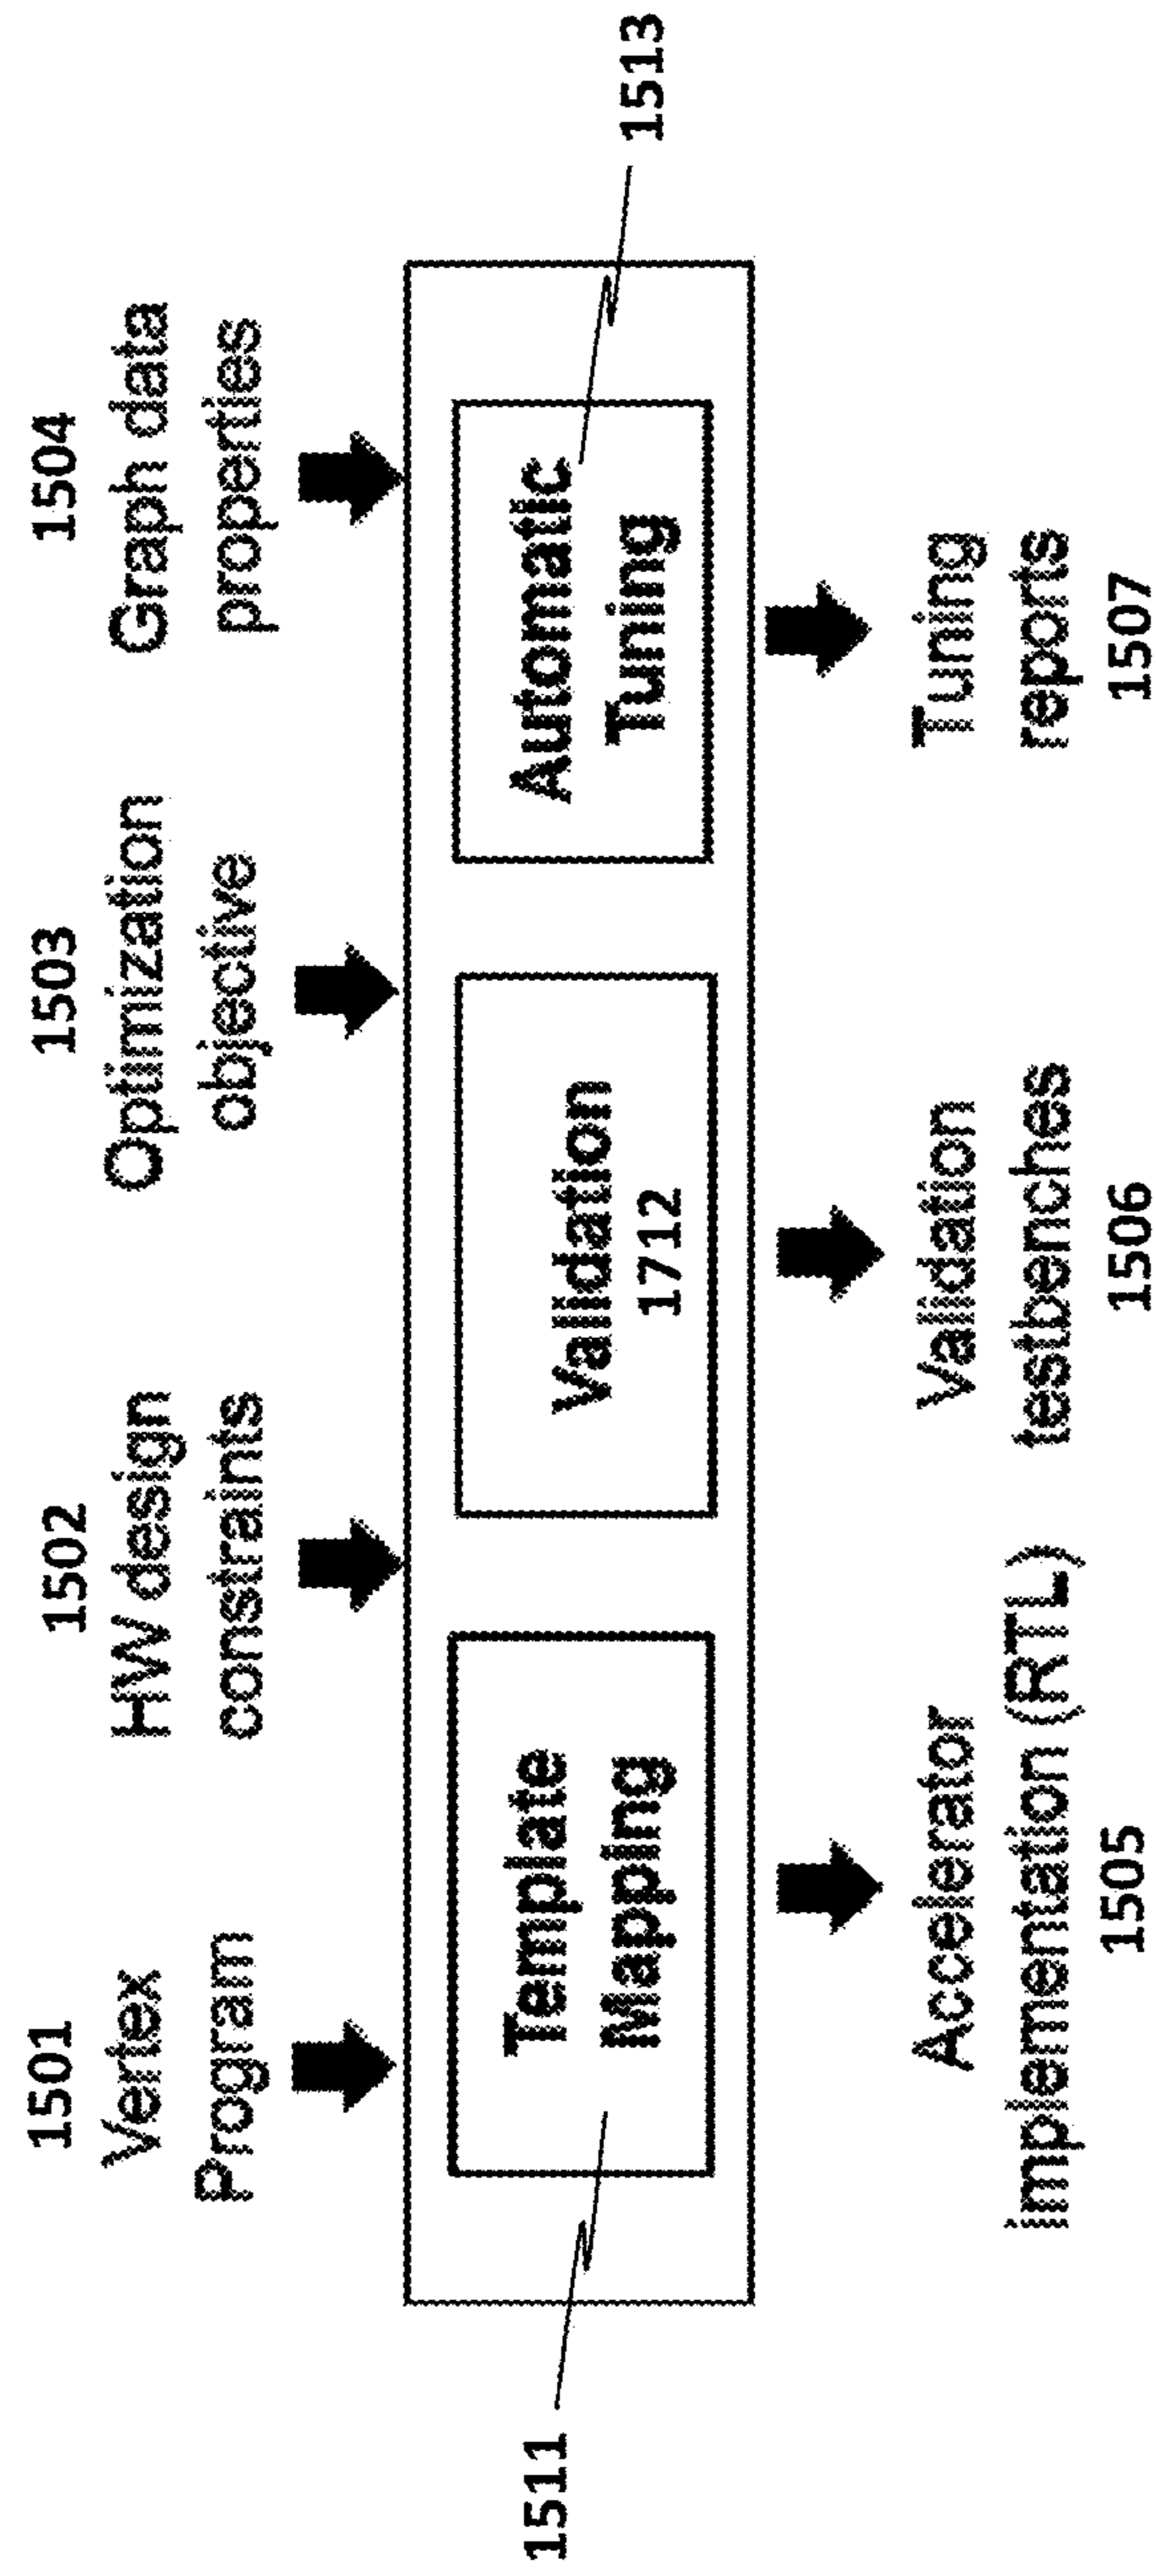 1501
Vertex
Program
1502
HW design
constraints
1503
Optimization
objective
1504
Graph data
properties
1511
Template
Mapping
Validation
1712
Automatic
Tuning
1513
Accelerator
implementation (RTL)
1505
Validation
testbenches
1506
Tuning
reports
1507